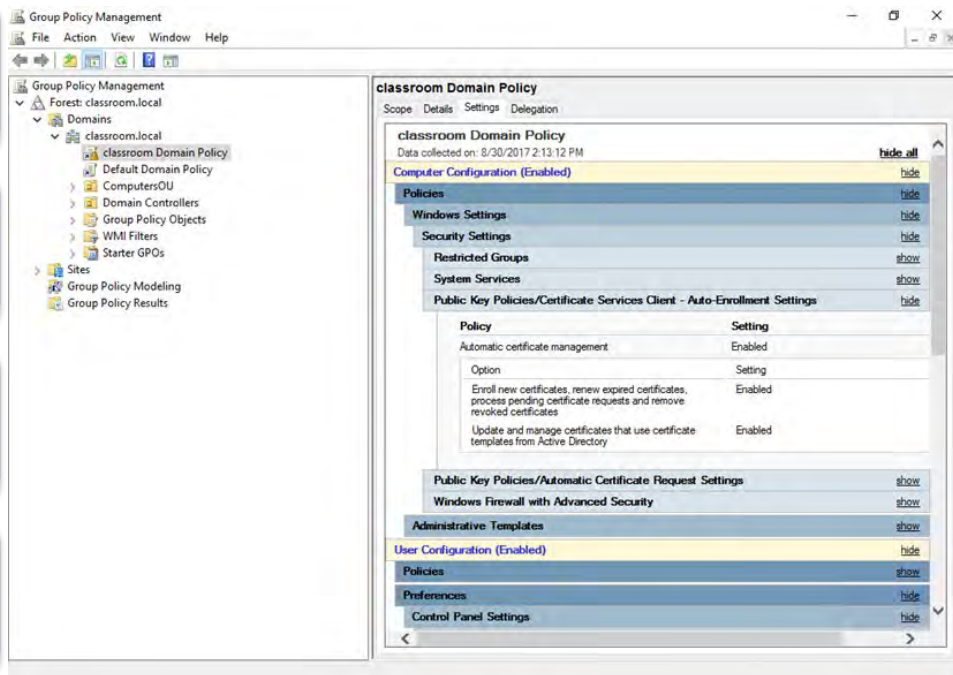 Group Policy Management
File Action View Window Help
Group Policy Management
Forest: classroom.local
Domains
classroom.local
classroom Domain Policy
Default Domain Policy
ComputersOU
Domain Controllers
Group Policy Objects
WMI Filters
Starter GPOs
Sites
Group Policy Modeling
Group Policy Results
classroom Domain Policy
Scope Details Settings Delegation
classroom Domain Policy
Data collected on: 8/30/2017 2:13:12 PM hide all
Computer Configuration (Enabled) hide
Policies hide
Windows Settings hide
Security Settings hide
Restricted Groups show
System Services show
Public Key Policies/Certificate Services Client - Auto-Enrollment Settings hide
Policy Setting
Automatic certificate management Enabled
Option Setting
Enroll new certificates, renew expired certificates, Enabled
process pending certificate requests and remove
revoked certificates
Update and manage certificates that use certificate Enabled
templates from Active Directory
Public Key Policies/Automatic Certificate Request Settings show
Windows Firewall with Advanced Security show
Administrative Templates show
User Configuration (Enabled) hide
Policies show
Preferences hide
Control Panel Settings hide